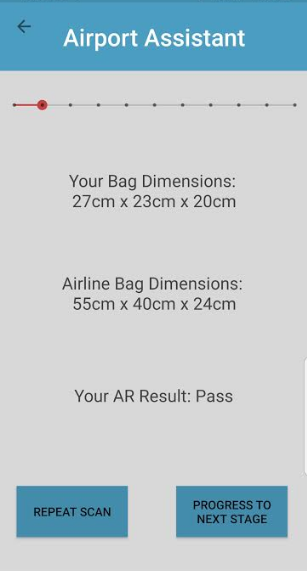 Airport Assistant
Your Bag Dimensions:
27cm x 23cm x 20cm
Airline Bag Dimensions:
55cm x 40cm x 24cm
Your AR Result: Pass
REPEAT SCAN
PROGRESS TO
NEXT STAGE